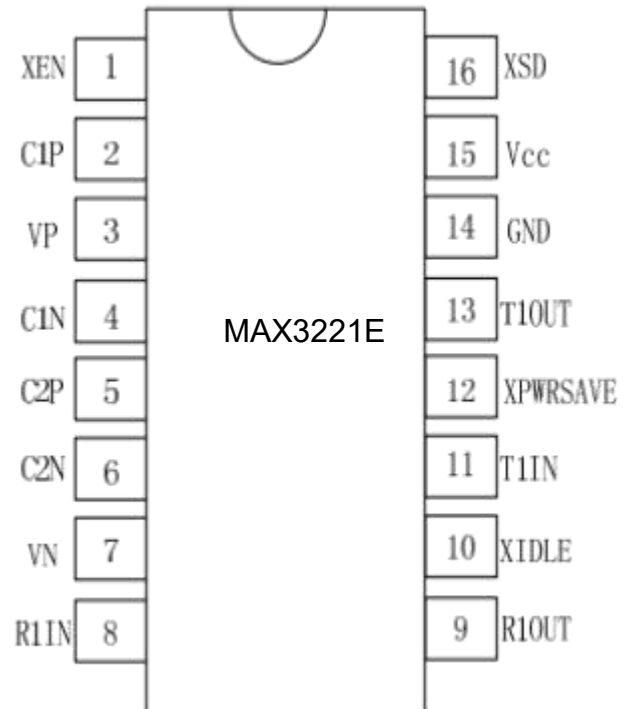 XEN 1 16 XSD
C1P 2 15 Vcc
VP 3 14 GND
C1N 4 13 T1OUT
MAX3221E
C2P 5 12 XPWRSAVE
C2N 6 11 T1IN
VN 7 10 XIDLE
R1IN 8 9 R1OUT